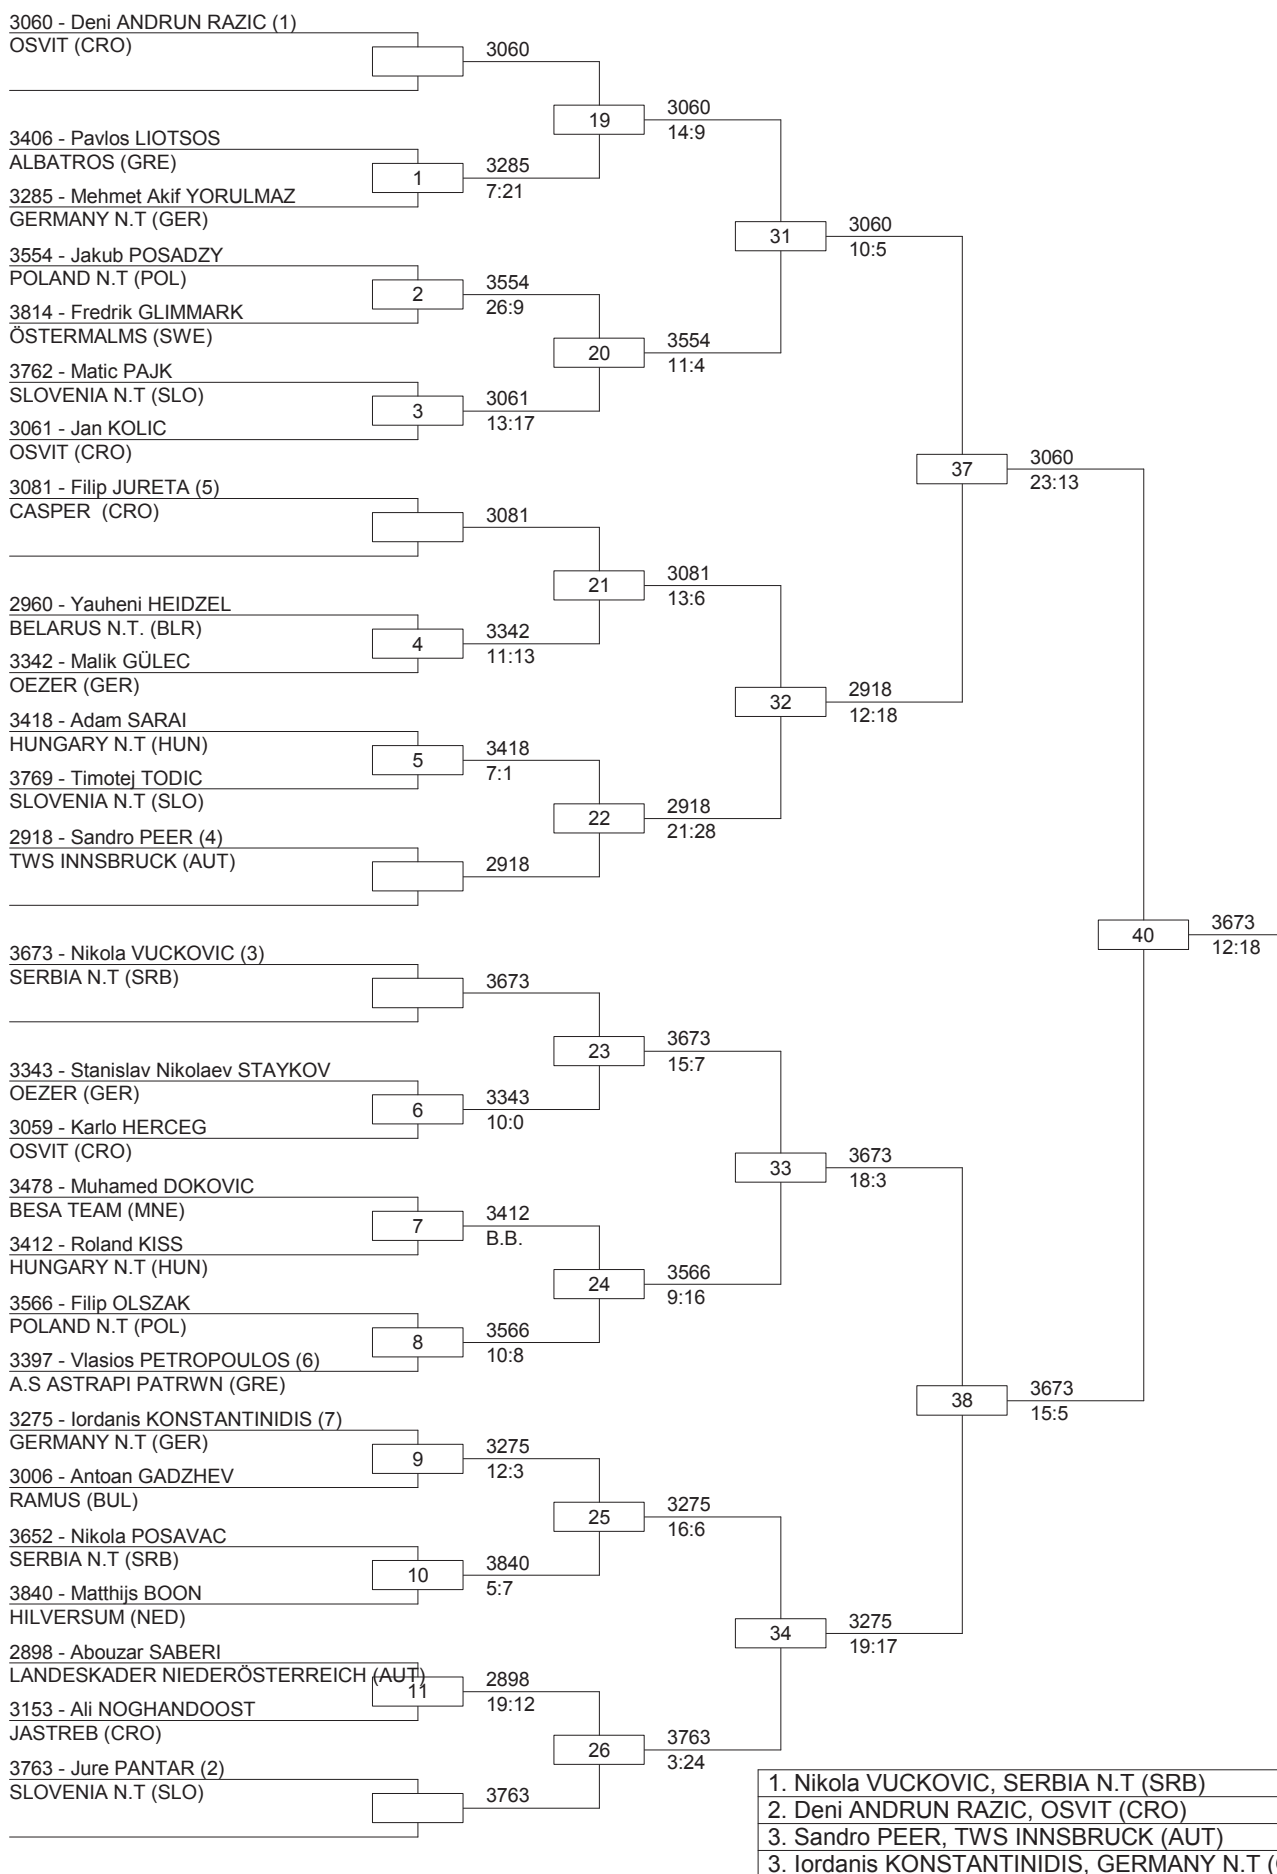 3060 - Deni ANDRUN RAZIC (1)
OSVIT (CRO)
3060
19
3060
14:9
3406 - Pavlos LIOTSOS
ALBATROS (GRE)
1
3285
7:21
3285 - Mehmet Akif YORULMAZ
GERMANY N.T (GER)
31
3060
10:5
3554 - Jakub POSADZY
POLAND N.T (POL)
2
3554
26:9
3814 - Fredrik GLIMMARK
ÖSTERMALMS (SWE)
20
3554
11:4
3762 - Matic PAJK
SLOVENIA N.T (SLO)
3
3061
13:17
3061 - Jan KOLIC
OSVIT (CRO)
37
3060
23:13
3081 - Filip JURETA (5)
CASPER (CRO)
3081
21
3081
13:6
2960 - Yauheni HEIDZEL
BELARUS N.T. (BLR)
4
3342
11:13
3342 - Malik GÜLEC
OEZER (GER)
32
2918
12:18
3418 - Adam SARAI
HUNGARY N.T (HUN)
5
3418
7:1
3769 - Timotej TODIC
SLOVENIA N.T (SLO)
22
2918
21:28
2918 - Sandro PEER (4)
TWS INNSBRUCK (AUT)
2918
40
3673
12:18
3673 - Nikola VUCKOVIC (3)
SERBIA N.T (SRB)
3673
23
3673
15:7
3343 - Stanislav Nikolaev STAYKOV
OEZER (GER)
6
3343
10:0
3059 - Karlo HERCEG
OSVIT (CRO)
33
3673
18:3
3478 - Muhamed DOKOVIC
BESA TEAM (MNE)
7
3412
B.B.
3412 - Roland KISS
HUNGARY N.T (HUN)
24
3566
9:16
3566 - Filip OLSZAK
POLAND N.T (POL)
8
3566
10:8
3397 - Vlasios PETROPOULOS (6)
A.S ASTRAPI PATRWN (GRE)
38
3673
15:5
3275 - Iordanis KONSTANTINIDIS (7)
GERMANY N.T (GER)
9
3275
12:3
3006 - Antoan GADZHEV
RAMUS (BUL)
25
3275
16:6
3652 - Nikola POSAVAC
SERBIA N.T (SRB)
10
3840
5:7
3840 - Matthijs BOON
HILVERSUM (NED)
34
3275
19:17
2898 - Abouzar SABERI
LANDESKADER NIEDERÖSTERREICH (AUT)
11
2898
19:12
3153 - Ali NOGHANDOOST
JASTREB (CRO)
26
3763
3:24
3763 - Jure PANTAR (2)
SLOVENIA N.T (SLO)
3763
1. Nikola VUCKOVIC, SERBIA N.T (SRB)
2. Deni ANDRUN RAZIC, OSVIT (CRO)
3. Sandro PEER, TWS INNSBRUCK (AUT)
3. Iordanis KONSTANTINIDIS, GERMANY N.T